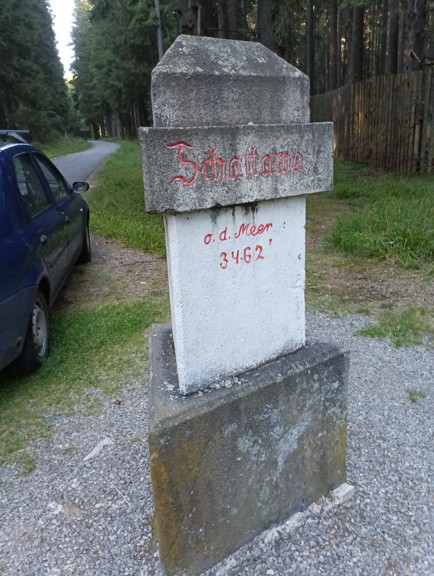 Schattawa
o. d. Meer :
3462'